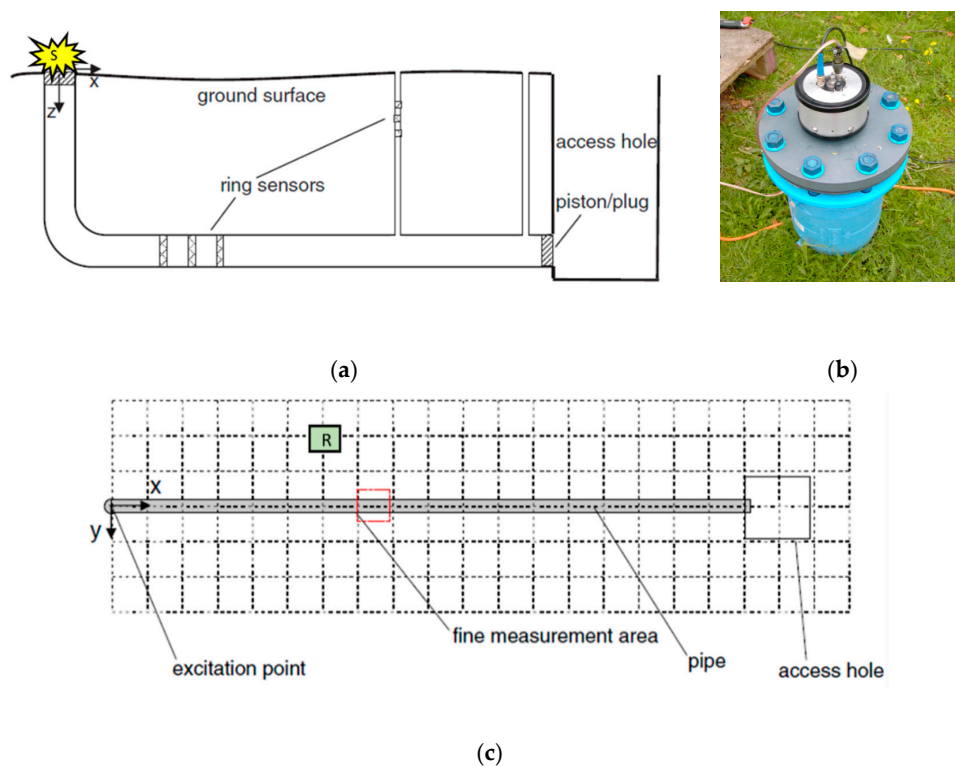 S
x
z
ground surface
access hole
ring sensors
piston/plug
(a)
(b)
R
x
y
fine measurement area
excitation point
pipe
access hole
(c)